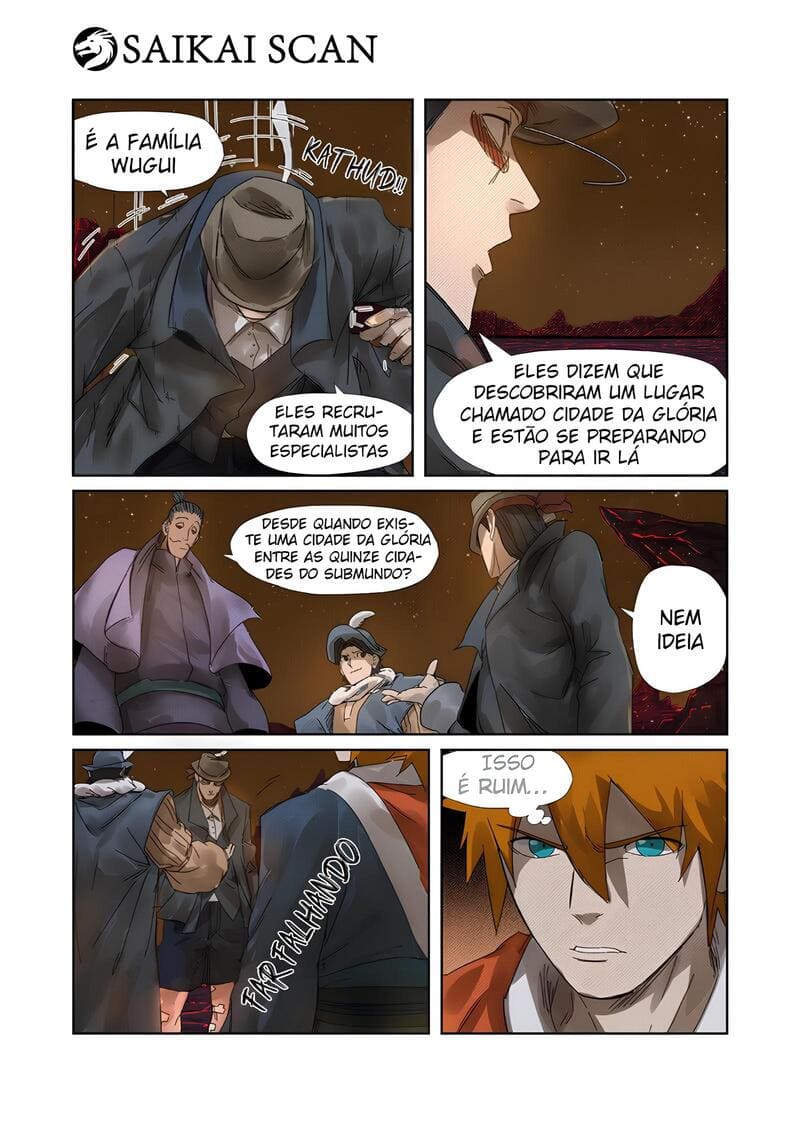 SAIKAI SCAN
É A FAMÍLIA
WUGUI
KATHUD!!
ELES RECRU-
TARAM MUITOS
ESPECIALISTAS
ELES DIZEM QUE
DESCOBRIRAM UM LUGAR
CHAMADO CIDADE DA GLÓRIA
E ESTÃO SE PREPARANDO
PARA IR LÁ
DESDE QUANDO EXIS-
TE UMA CIDADE DA GLÓRIA
ENTRE AS QUINZE CIDA-
DES DO SUBMUNDO?
NEM
IDEIA
FARFALHANDO
ISSO
É RUIM...